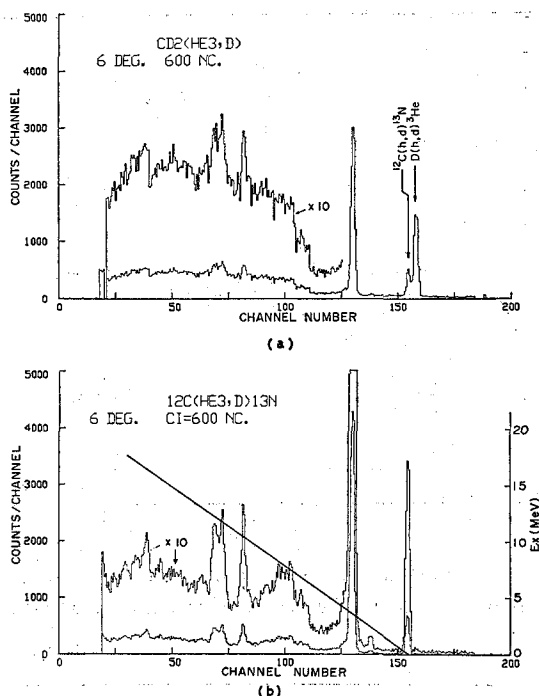 CD2(HE3,D)
6 DEG. 600 NC.
COUNTS/CHANNEL
5000
4000
3000
2000
1000
0
x 10
¹²C(h,d)¹³N
D(h,d)³He
0 50 100 150 200
CHANNEL NUMBER
(a)
12C(HE3,D)13N
6 DEG. CI=600 NC.
COUNTS/CHANNEL
5000
4000
3000
2000
1000
0
x 10
20
15
10
5
0
Ex (MeV)
0 50 100 150 200
CHANNEL NUMBER
(b)